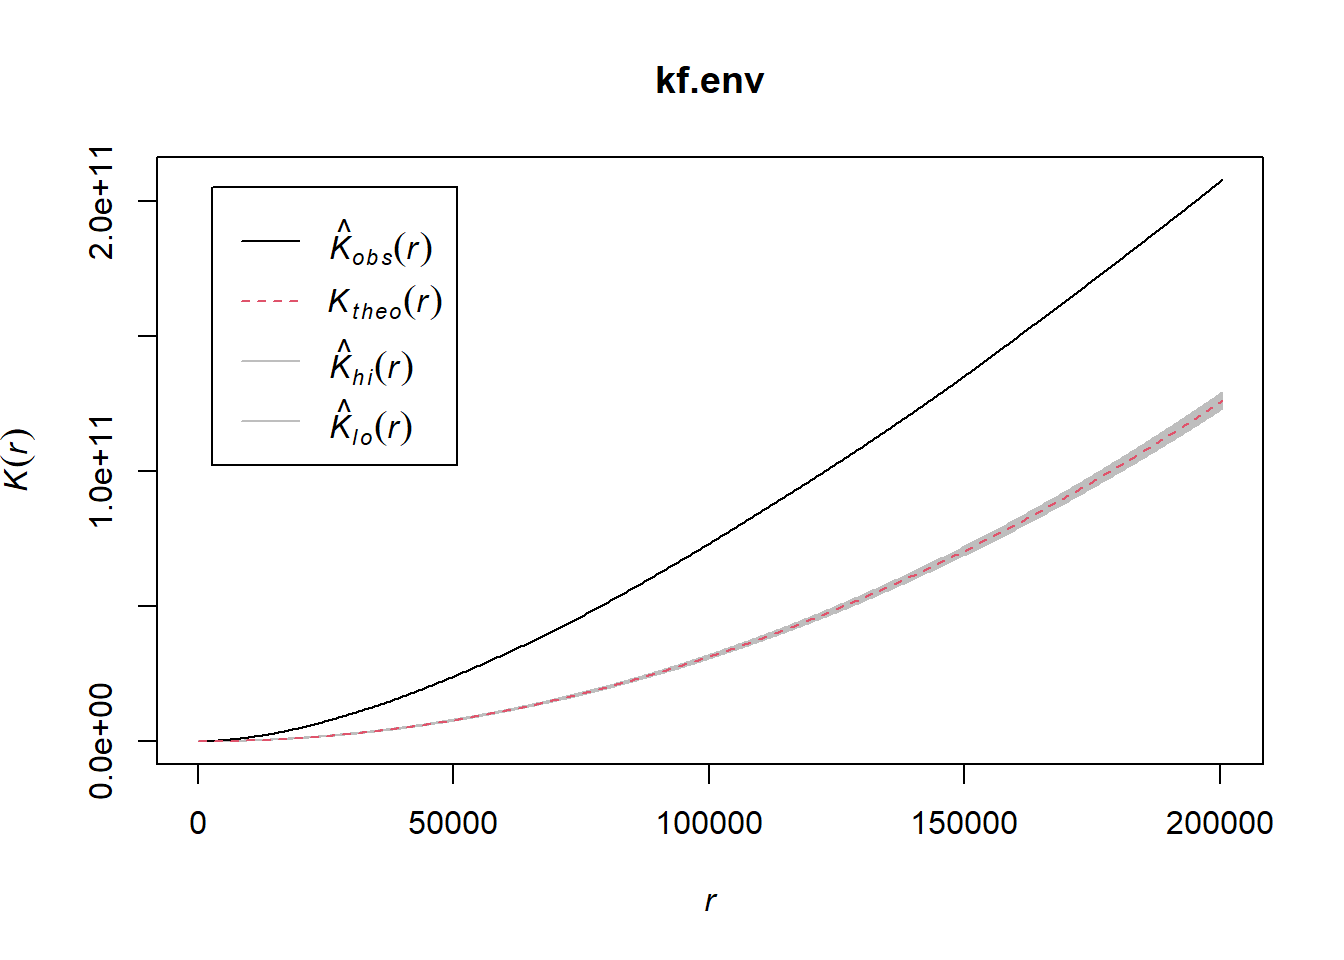 kf.env
K̂obs(r)
Ktheo(r)
K̂hi(r)
K̂lo(r)
K(r)
2.0e+11
1.0e+11
0.0e+00
0 50000 100000 150000 200000
r